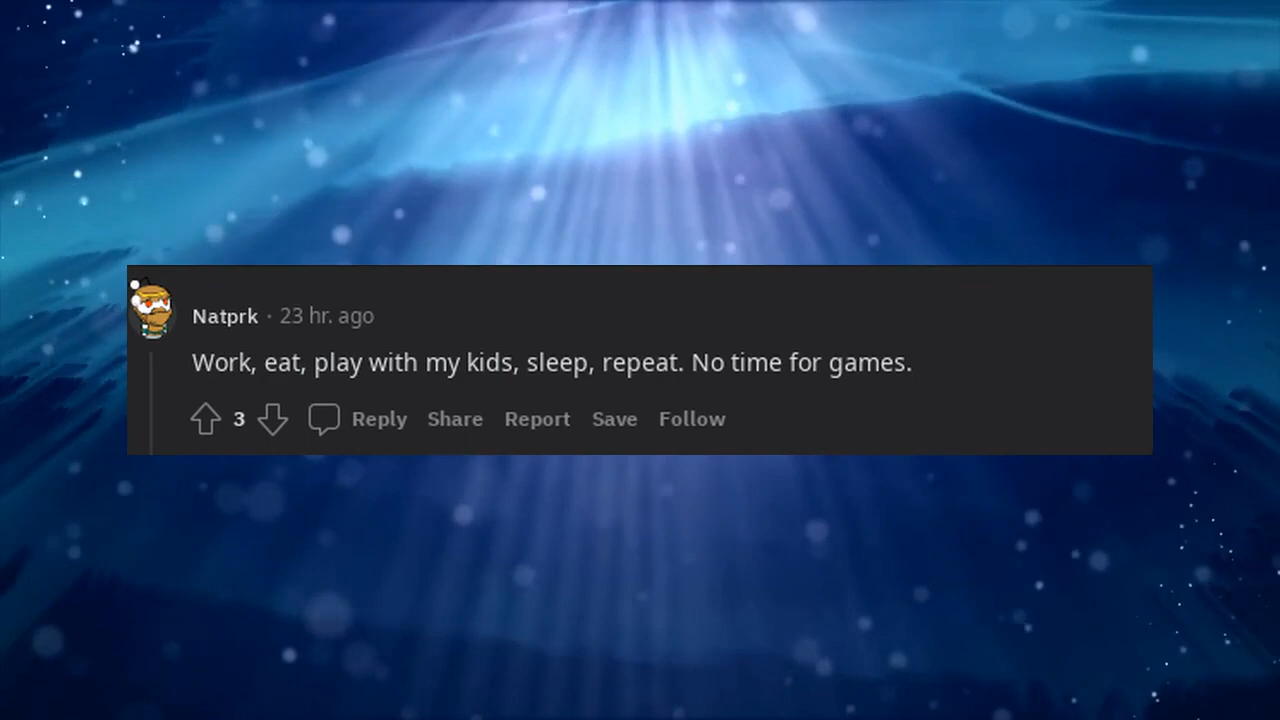 Natprk · 23 hr. ago
Work, eat, play with my kids, sleep, repeat. No time for games.
3 Reply Share Report Save Follow